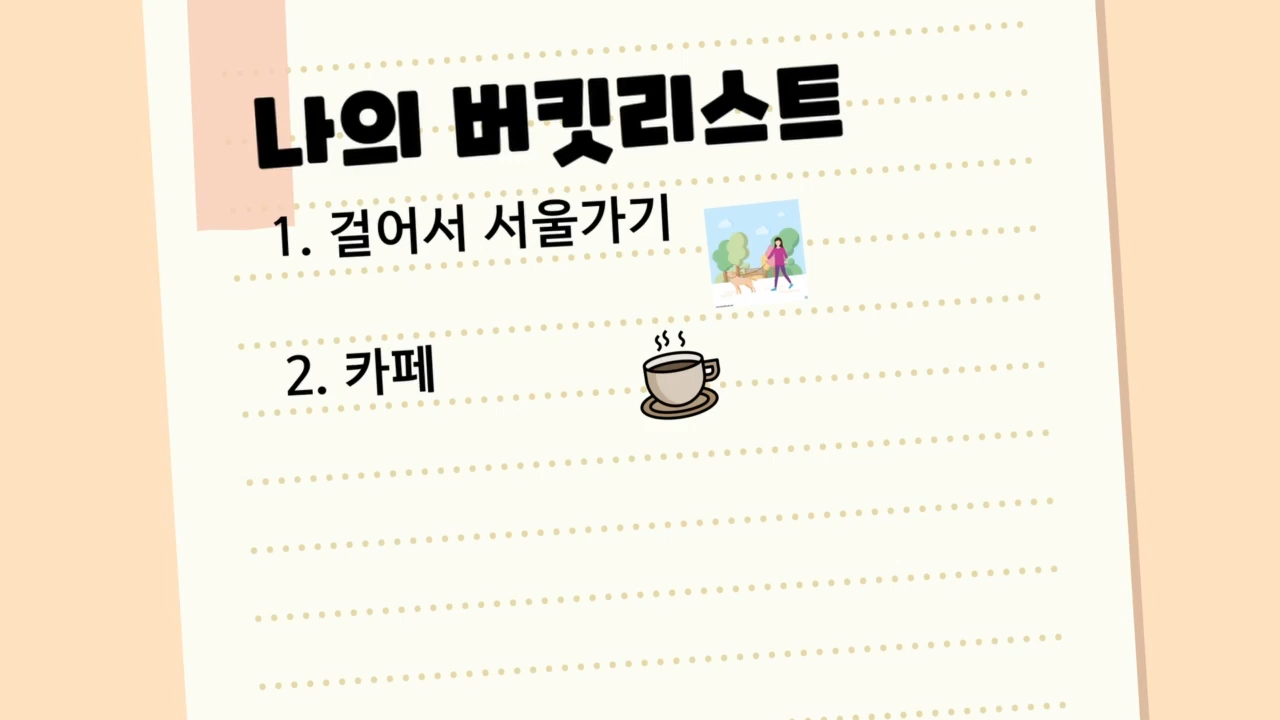 나의 버킷리스트
1. 걸어서 서울가기
2. 카페